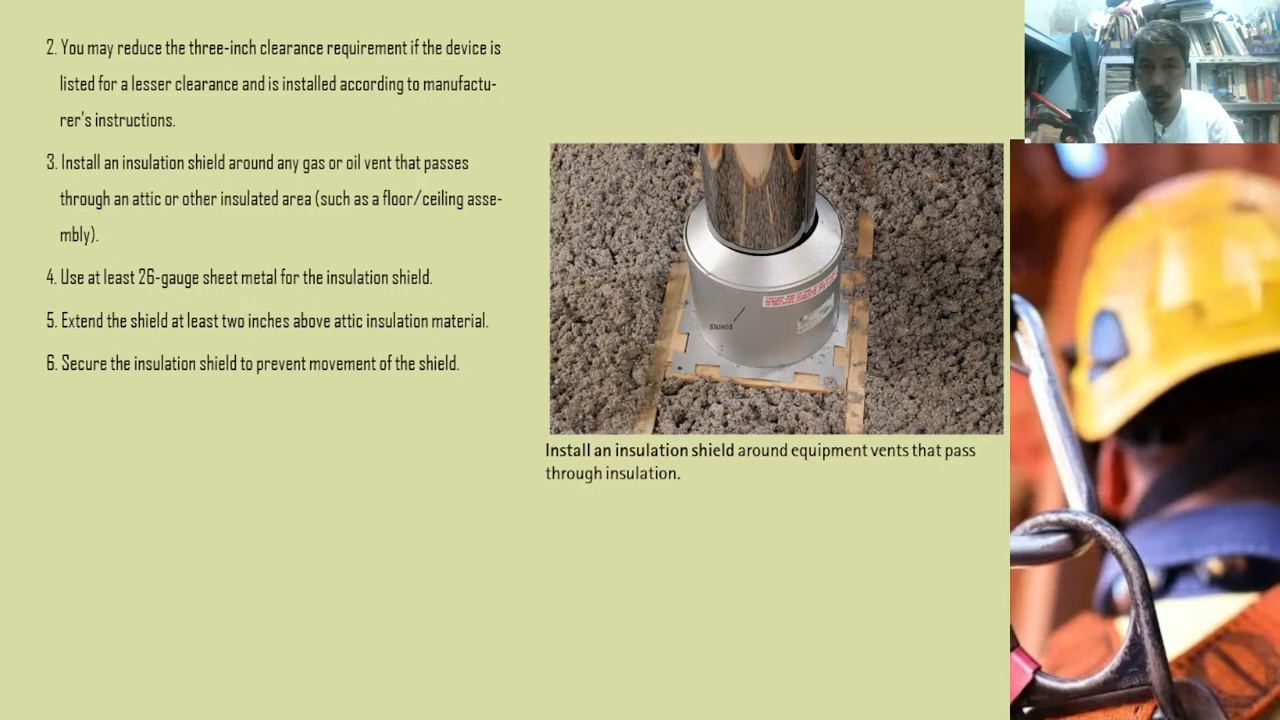 2. You may reduce the three-inch clearance requirement if the device is
listed for a lesser clearance and is installed according to manufactu-
rer's instructions.
3. Install an insulation shield around any gas or oil vent that passes
through an attic or other insulated area (such as a floor/ceiling asse-
mbly).
4. Use at least 26-gauge sheet metal for the insulation shield.
5. Extend the shield at least two inches above attic insulation material.
6. Secure the insulation shield to prevent movement of the shield.
Shield
Install an insulation shield around equipment vents that pass
through insulation.